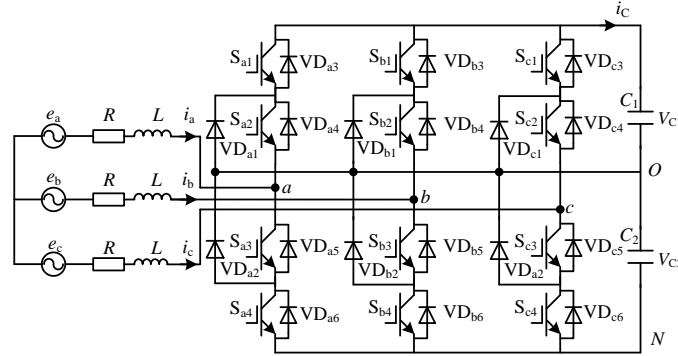 i_C
S_a1 VD_a3 S_b1 VD_b3 S_c1 VD_c3
e_a R L i_a S_a2 VD_a4 S_b2 VD_b4 S_c2 VD_c4 C_1 V_C
VD_a1 VD_b1 VD_c1
O
e_b R L i_b a b
c
e_c R L i_c S_a3 VD_a5 S_b3 VD_b5 S_c3 VD_c5 C_2 V_C2
VD_a2 VD_b2 VD_a2
S_a4 VD_a6 S_b4 VD_b6 S_c4 VD_c6 N